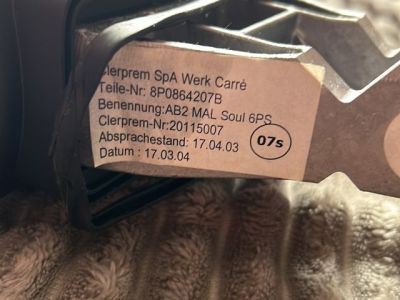 Clerprem SpA Werk Carrè
Teile-Nr: 8P0864207B
Benennung:AB2 MAL Soul 6PS
Clerprem-Nr:20115007
Absprachestand: 17.04.03
Datum : 17.03.04
07s